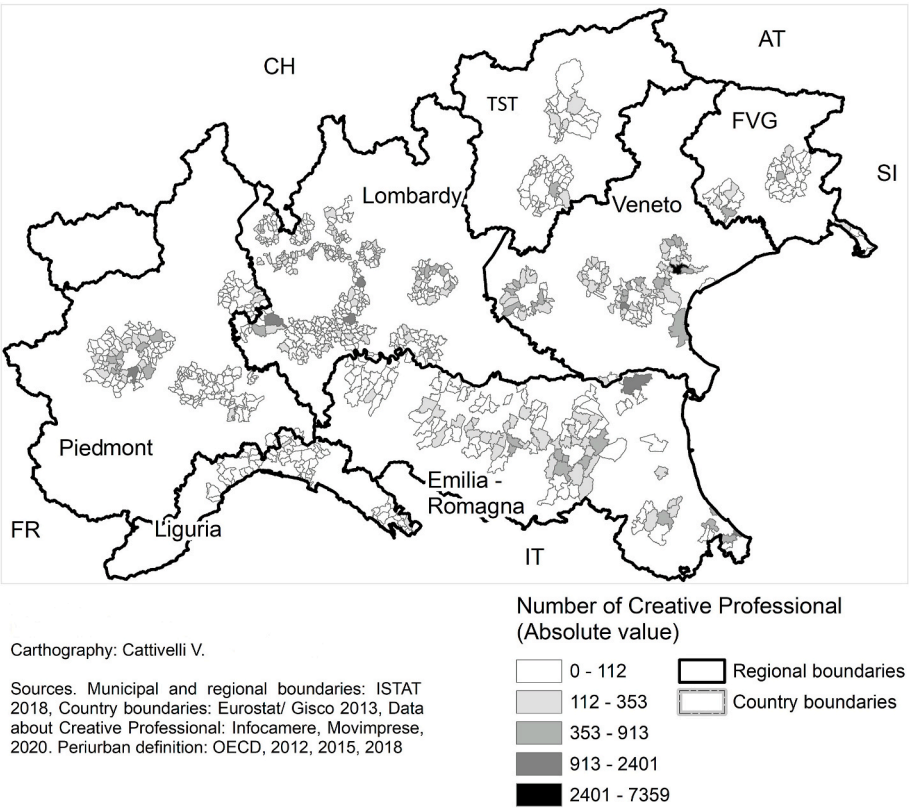 CH
AT
TST
FVG
SI
Lombardy
Veneto
Piedmont
Emilia -
Romagna
Liguria
FR
IT
Number of Creative Professional
(Absolute value)
0 - 112
112 - 353
353 - 913
913 - 2401
2401 - 7359
Regional boundaries
Country boundaries
Carthography: Cattivelli V.
Sources. Municipal and regional boundaries: ISTAT
2018, Country boundaries: Eurostat/ Gisco 2013, Data
about Creative Professional: Infocamere, Movimprese,
2020. Periurban definition: OECD, 2012, 2015, 2018